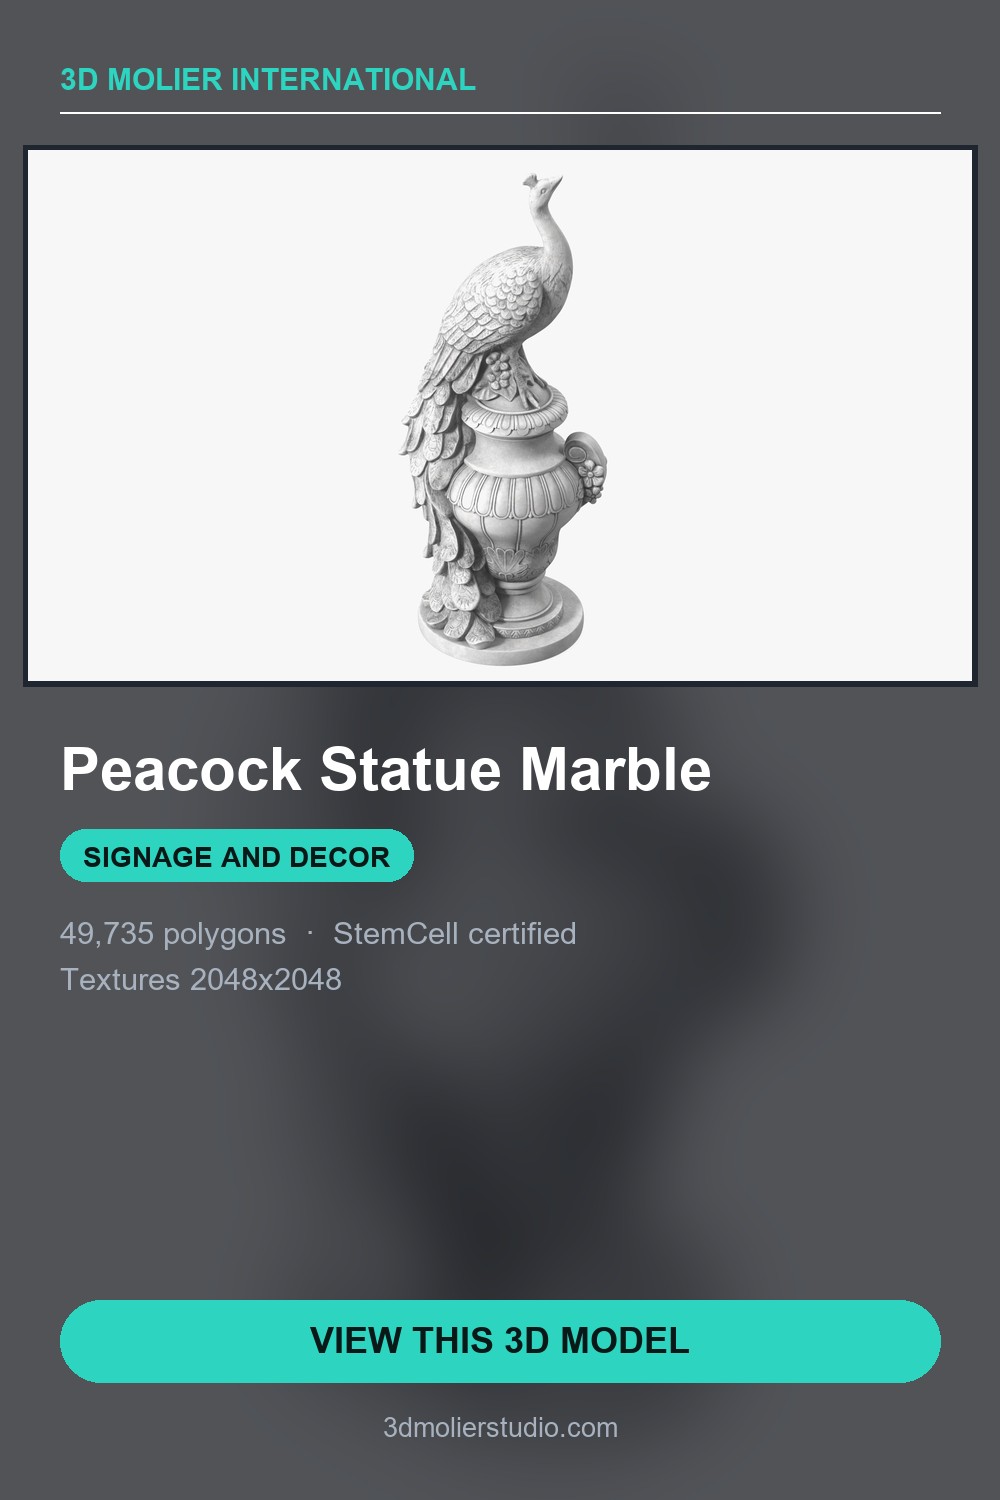 3D MOLIER INTERNATIONAL
Peacock Statue Marble
SIGNAGE AND DECOR
49,735 polygons · StemCell certified
Textures 2048x2048
VIEW THIS 3D MODEL
3dmolierstudio.com